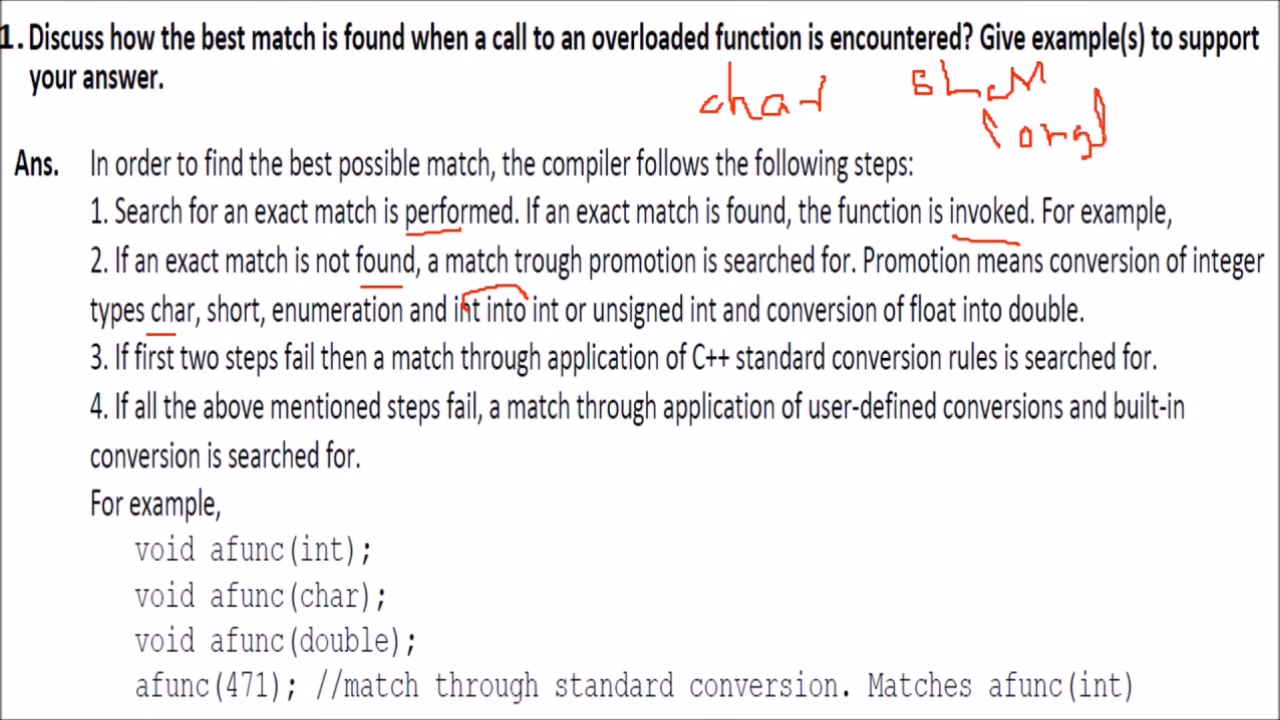 1. Discuss how the best match is found when a call to an overloaded function is encountered? Give example(s) to support
your answer.
char
(long)
Ans. In order to find the best possible match, the compiler follows the following steps:
1. Search for an exact match is performed. If an exact match is found, the function is invoked. For example,
2. If an exact match is not found, a match trough promotion is searched for. Promotion means conversion of integer
types char, short, enumeration and int into int or unsigned int and conversion of float into double.
3. If first two steps fail then a match through application of C++ standard conversion rules is searched for.
4. If all the above mentioned steps fail, a match through application of user-defined conversions and built-in
conversion is searched for.
For example,
void afunc(int);
void afunc(char);
void afunc(double);
afunc(471); //match through standard conversion. Matches afunc(int)